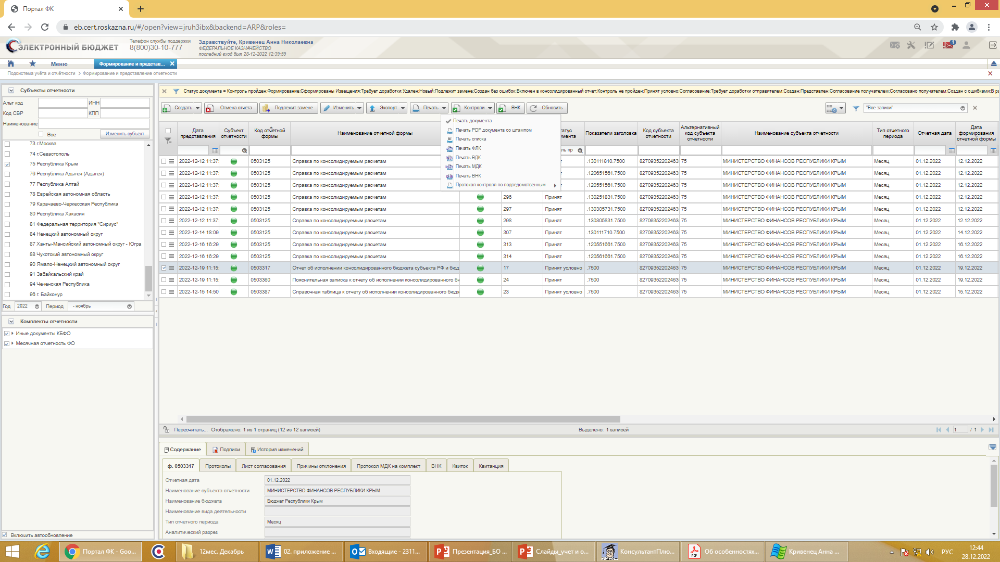 Портал ФК
eb.cert.roskazna.ru/#/open?view=jruh3ibx&backend=ARP&roles=
ЭЛЕКТРОННЫЙ БЮДЖЕТ
Телефон службы поддержки
8(800)30-10-777
Здравствуйте, Кривенец Анна Николаевна
ФЕДЕРАЛЬНОЕ КАЗНАЧЕЙСТВО
последний вход был 28-12-2022 12:39:59
1
Меню
Формирование и представ...
Подсистема учёта и отчётности > Формирование и представление отчетности
Субъекты отчетности
Альт код
ИНН
Код СВР
КПП
Наименование
Все
Изменить субъект
73 г.Москва
74 г.Севастополь
75 Республика Крым
76 Республика Адыгея (Адыгея)
77 Республика Алтай
78 Еврейская автономная область
79 Карачаево-Черкесская Республика
80 Республика Хакасия
81 Федеральная территория "Сириус"
84 Ненецкий автономный округ
87 Ханты-Мансийский автономный округ - Югра
88 Чукотский автономный округ
90 Ямало-Ненецкий автономный округ
91 Забайкальский край
94 Чеченская Республика
96 г. Байконур
Год 2022 Период - ноябрь
Комплекты отчетности
Иные документы КБФО
Месячная отчетность ФО
Включить автообновление
Статус документа = Контроль пройден;Формирование;Сформированы Извещения;Требует доработки;Удален;Новый;Подлежит замене;Создан без ошибок;Включен в консолидированный отчет;Контроль не пройден;Принят условно;Согласование;Требует доработки отправителем;Создан;Представлен;Согласование получателем;Согласовано получателем;Создан с ошибками;В ра
Создать Отмена отчета Подлежит замене Изменить Экспорт Печать Контроли ВНК Обновить "Все записи"
Печать документа
Печать PDF документа со штампом
Печать списка
Печать ФЛК
Печать ВДК
Печать МДК
Печать ВНК
Протокол контроля по подведомственным
Дата представления Субъект отчетности Код отчетной формы Наименование отчетной формы татус умента Показатели заголовка Код субъекта отчетности Альтернативный код субъекта отчетности Наименование субъекта отчетности Тип отчетного периода Отчетная дата Дата формирования отчетной формы
ль пр
2022-12-12 11:37 0503125 Справка по консолидируемым расчетам т .130111810.7500 8270935220246З 75 МИНИСТЕРСТВО ФИНАНСОВ РЕСПУБЛИКИ КРЫМ Месяц 01.12.2022 12.12.2022
2022-12-12 11:37 0503125 Справка по консолидируемым расчетам т .120651561.7500 8270935220246З 75 МИНИСТЕРСТВО ФИНАНСОВ РЕСПУБЛИКИ КРЫМ Месяц 01.12.2022 12.12.2022
2022-12-12 11:37 0503125 Справка по консолидируемым расчетам т .120551561.7500 8270935220246З 75 МИНИСТЕРСТВО ФИНАНСОВ РЕСПУБЛИКИ КРЫМ Месяц 01.12.2022 12.12.2022
2022-12-12 11:37 0503125 Справка по консолидируемым расчетам 296 Принят .130251831.7500 8270935220246З 75 МИНИСТЕРСТВО ФИНАНСОВ РЕСПУБЛИКИ КРЫМ Месяц 01.12.2022 12.12.2022
2022-12-12 11:37 0503125 Справка по консолидируемым расчетам 297 Принят .130305731.7500 8270935220246З 75 МИНИСТЕРСТВО ФИНАНСОВ РЕСПУБЛИКИ КРЫМ Месяц 01.12.2022 12.12.2022
2022-12-12 11:37 0503125 Справка по консолидируемым расчетам 298 Принят .130305831.7500 8270935220246З 75 МИНИСТЕРСТВО ФИНАНСОВ РЕСПУБЛИКИ КРЫМ Месяц 01.12.2022 12.12.2022
2022-12-14 18:09 0503125 Справка по консолидируемым расчетам 307 Принят .130111710.7500 8270935220246З 75 МИНИСТЕРСТВО ФИНАНСОВ РЕСПУБЛИКИ КРЫМ Месяц 01.12.2022 14.12.2022
2022-12-16 16:29 0503125 Справка по консолидируемым расчетам 313 Принят .120551661.7500 8270935220246З 75 МИНИСТЕРСТВО ФИНАНСОВ РЕСПУБЛИКИ КРЫМ Месяц 01.12.2022 16.12.2022
2022-12-16 16:29 0503125 Справка по консолидируемым расчетам 314 Принят .120561661.7500 8270935220246З 75 МИНИСТЕРСТВО ФИНАНСОВ РЕСПУБЛИКИ КРЫМ Месяц 01.12.2022 16.12.2022
2022-12-19 11:15 0503317 Отчет об исполнении консолидированного бюджета субъекта РФ и бюд 17 Принят условно .7500 8270935220246З 75 МИНИСТЕРСТВО ФИНАНСОВ РЕСПУБЛИКИ КРЫМ Месяц 01.12.2022 19.12.2022
2022-12-19 11:15 0503360 Пояснительная записка к отчету об исполнении консолидированного бю 24 Принят .7500 8270935220246З 75 МИНИСТЕРСТВО ФИНАНСОВ РЕСПУБЛИКИ КРЫМ Месяц 01.12.2022 19.12.2022
2022-12-15 14:50 0503387 Справочная таблица к отчету об исполнении консолидированного бюдж 23 Принят условно .7500 8270935220246З 75 МИНИСТЕРСТВО ФИНАНСОВ РЕСПУБЛИКИ КРЫМ Месяц 01.12.2022 15.12.2022
Пересчитать... Отображено: 1 из 1 страниц (12 из 12 записей) Выделено: 1 записей 1 / 1
Содержание Подписи История изменений
ф. 0503317 Протоколы Лист согласования Причины отклонения Протокол МДК на комплект ВНК Квиток Квитанция
Отчетная дата 01.12.2022
Наименование субъекта отчетности МИНИСТЕРСТВО ФИНАНСОВ РЕСПУБЛИКИ КРЫМ
Наименование бюджета Бюджет Республики Крым
Наименование вида деятельности
Тип отчетного периода Месяц
Аналитический разрез
Портал ФК - Goo... 12мес. Декабрь 02. приложение ... Входящие - 2311... Презентация_БО ... Слайды_учет и о... КонсультантПлю... Об особенностях... Кривенец Анна ... РУС 12:44
28.12.2022